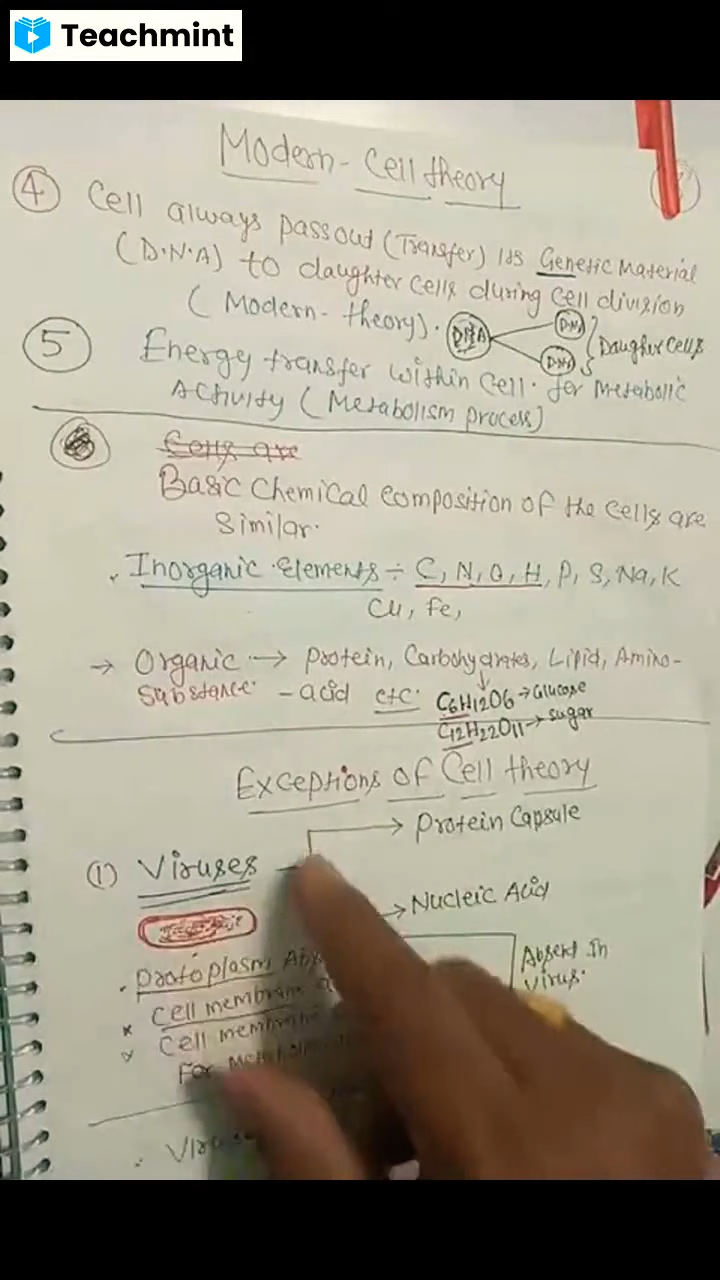 Teachmint
Modern-Cell theory
④ Cell always passout (Transfer) its Genetic Material
(D.N.A) to daughter cells during cell division
(Modern-theory).
DNA
DNA
DNA
Daugher Cells
⑤ Energy transfer within cell. for Metabolic
Activity (Metabolism process)
Cells are
Basic Chemical composition of the cells are
similar.
Inorganic Elements ÷ C, N, O, H, P, S, Na, K
Cu, Fe,
→ Organic → Protein, Carbohydrates, Lipid, Amino-
Substance - acid etc.
C6H12O6 → Glucose
C12H22O11 → sugar
Exceptions of Cell theory
→ Protein Capsule
(1) Viruses
→ Nucleic Acid
Absent in
Virus.
Protoplasm
Cell membrane
Cell membrane
For